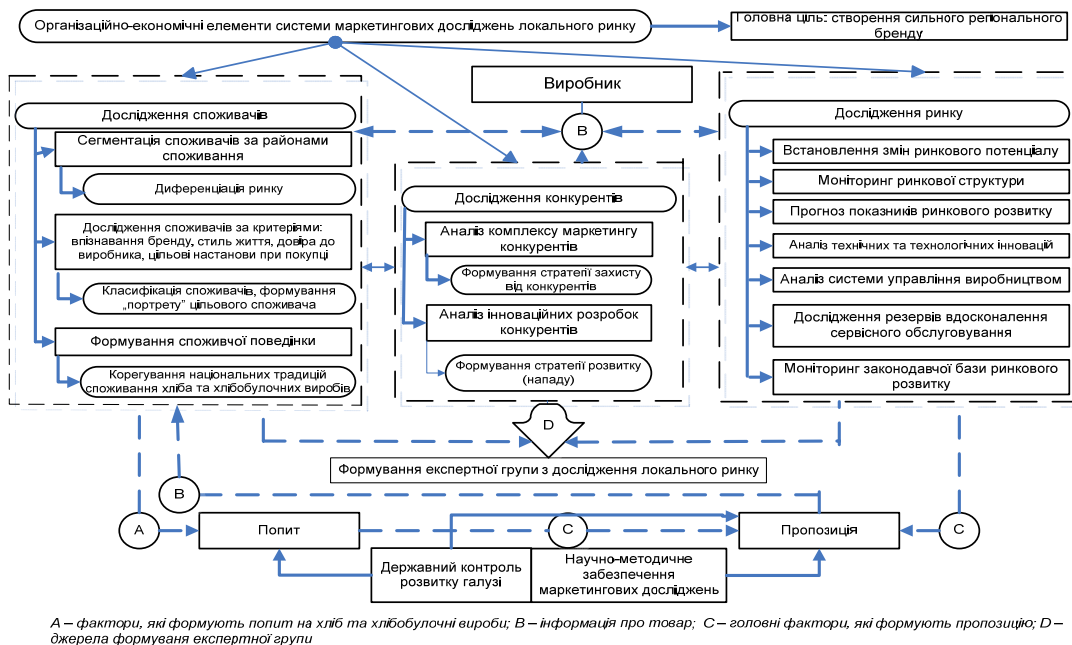 Організаційно-економічні елементи системи маркетингових досліджень локального ринку
Головна ціль: створення сильного регіонального
бренду
Виробник
В
Дослідження споживачів
Сегментація споживачів за районами
споживання
Диференціація ринку
Дослідження споживачів за критеріями:
впізнавання бренду, стиль життя, довіра до
виробника, цільові настанови при покупці
Класифікація споживачів, формування
„портрету” цільового споживача
Формування споживчої поведінки
Корегування національних традицій
споживання хліба та хлібобулочних виробів
Дослідження конкурентів
Аналіз комплексу маркетингу
конкурентів
Формування стратегії захисту
від конкурентів
Аналіз інноваційних розробок
конкурентів
Формування стратегії розвитку
(нападу)
Дослідження ринку
Встановлення змін ринкового потенціалу
Моніторинг ринкової структури
Прогноз показників ринкового розвитку
Аналіз технічних та технологічних інновацій
Аналіз системи управління виробництвом
Дослідження резервів вдосконалення
сервісного обслуговування
Моніторинг законодавчої бази ринкового
розвитку
D
Формування експертної групи з дослідження локального ринку
В
А
Попит
С
Пропозиція
С
Державний контроль
розвитку галузі
Научно-методичне
забезпечення
маркетингових досліджень
А – фактори, які формують попит на хліб та хлібобулочні вироби; В – інформація про товар; С – головні фактори, які формують пропозицію; D –
джерела формуваня експертної групи